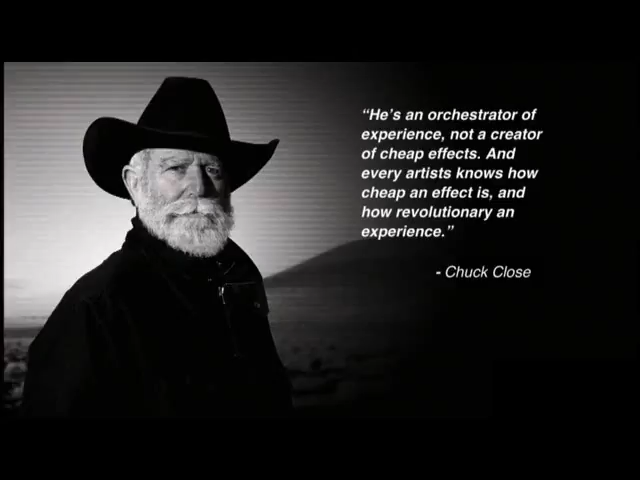 “He’s an orchestrator of
experience, not a creator
of cheap effects. And
every artists knows how
cheap an effect is, and
how revolutionary an
experience.”
- Chuck Close